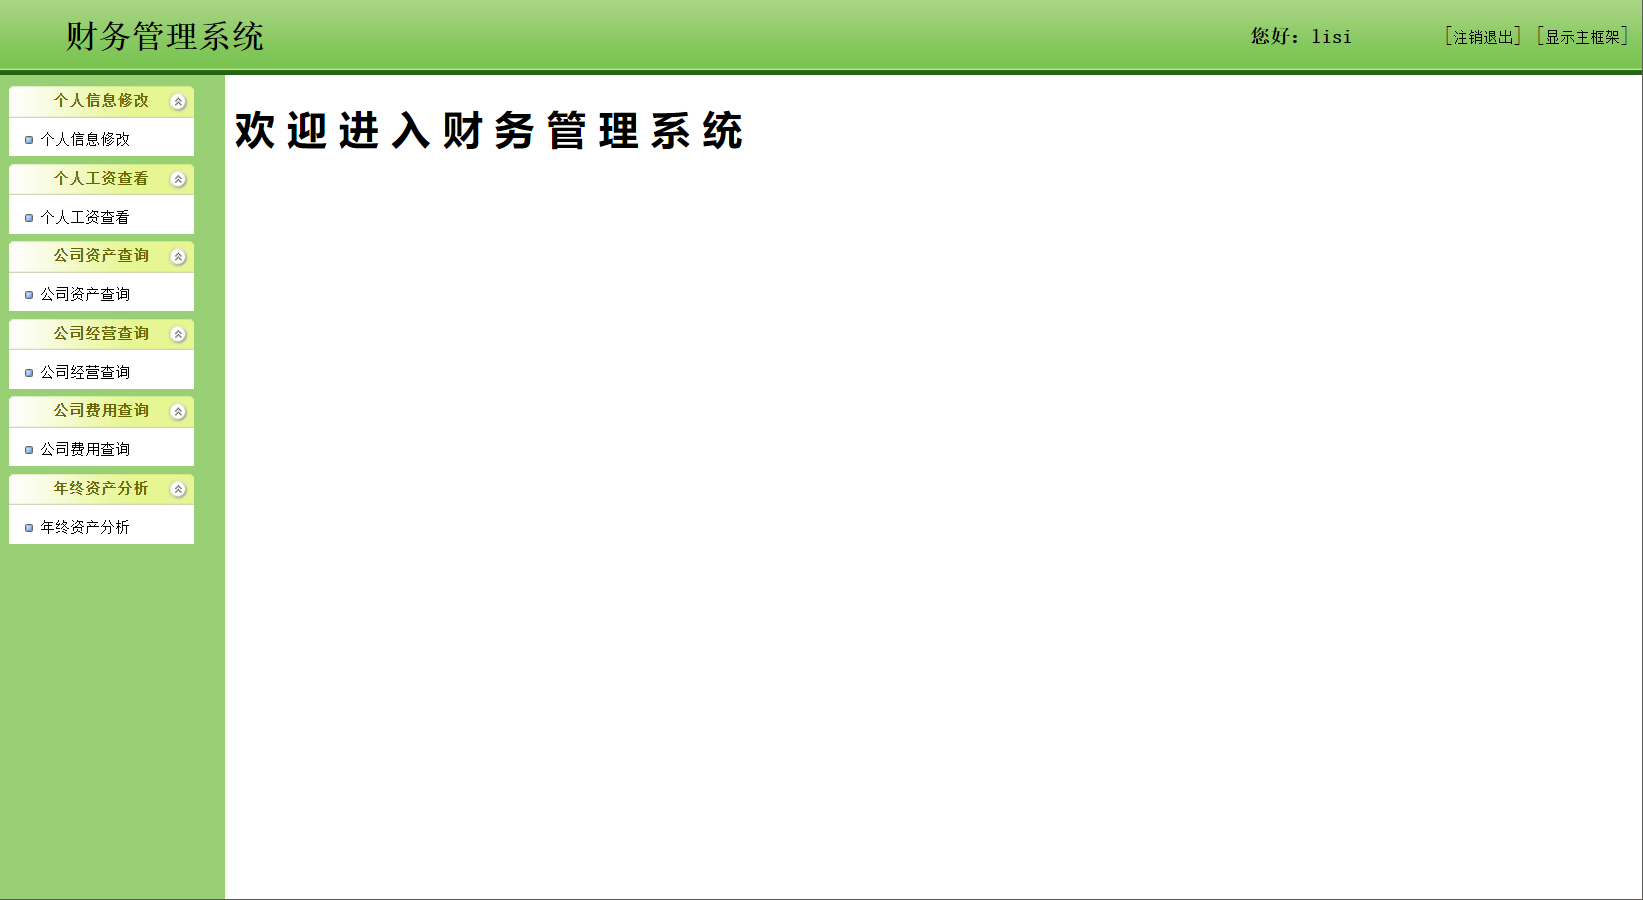 财务管理系统
您好：lisi
[注销退出] [显示主框架]
个人信息修改
个人信息修改
个人工资查看
个人工资查看
公司资产查询
公司资产查询
公司经营查询
公司经营查询
公司费用查询
公司费用查询
年终资产分析
年终资产分析
欢迎进入财务管理系统